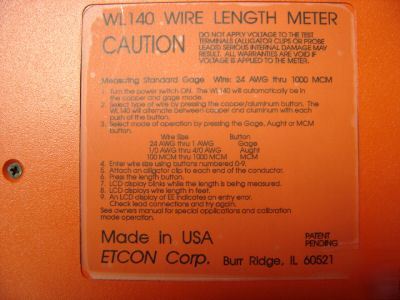 WL140 WIRE LENGTH METER
CAUTION
DO NOT APPLY VOLTAGE TO THE TEST
TERMINALS (ALLIGATOR CLIPS OR PROBE
LEADS) SERIOUS INTERNAL DAMAGE MAY
RESULT. ALL WARRANTIES ARE VOID IF
VOLTAGE IS APPLIED TO THE METER.
Measuring Standard Gage Wire: 24 AWG thru 1000 MCM
1. Turn the power switch ON. The WL140 will automatically be in
the copper and gage mode.
2. Select type of wire by pressing the copper/aluminum button. The
WL140 will alternate between copper and aluminum with each
push of the button.
3. Select mode of operation by pressing the Gage, Aught or MCM
button.
Wire Size Button
24 AWG thru 1 AWG Gage
1/0 AWG thru 4/0 AWG Aught
100 MCM thru 1000 MCM MCM
4. Enter wire size using buttons numbered 0-9.
5. Attach an alligator clip to each end of the conductor.
6. Press the length button.
7. LCD display blinks while the length is being measured.
8. LCD displays wire length in feet.
9. An LCD display of EE indicates an entry error.
Check lead connections and try again.
See owners manual for special applications and calibration
mode operation.
Made in USA
PATENT
PENDING
ETCON Corp. Burr Ridge, IL 60521